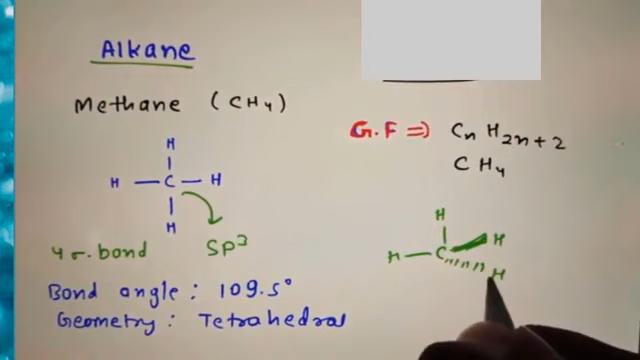 Alkane
Methane (CH4)
H
H – C – H
H
4 σ.bond
SP³
Bond angle : 109.5°
Geometry : Tetrahedral
G.F ⇒ CnH2n+2
CH4
H
H – C H
H